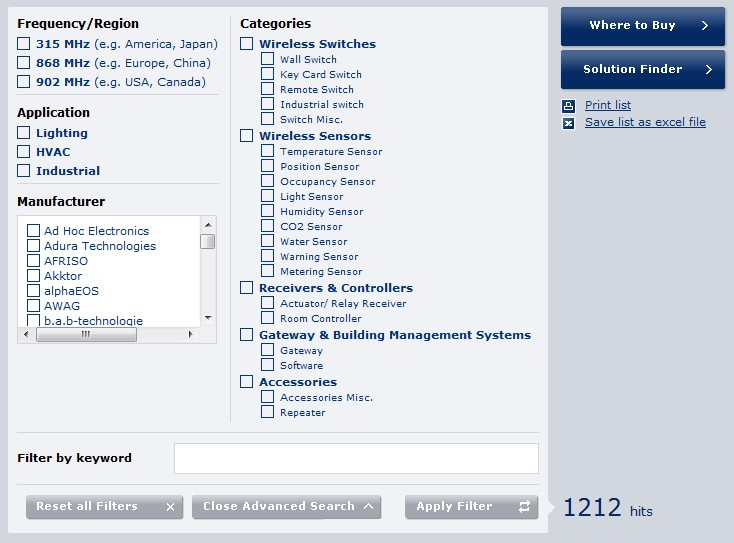 Frequency/Region
315 MHz (e.g. America, Japan)
868 MHz (e.g. Europe, China)
902 MHz (e.g. USA, Canada)
Application
Lighting
HVAC
Industrial
Manufacturer
Ad Hoc Electronics
Adura Technologies
AFRISO
Akktor
alphaEOS
AWAG
b.a.b-technologie
Categories
Wireless Switches
Wall Switch
Key Card Switch
Remote Switch
Industrial switch
Switch Misc.
Wireless Sensors
Temperature Sensor
Position Sensor
Occupancy Sensor
Light Sensor
Humidity Sensor
CO2 Sensor
Water Sensor
Warning Sensor
Metering Sensor
Receivers & Controllers
Actuator/ Relay Receiver
Room Controller
Gateway & Building Management Systems
Gateway
Software
Accessories
Accessories Misc.
Repeater
Filter by keyword
Reset all Filters
Close Advanced Search
Apply Filter
Where to Buy
Solution Finder
Print list
Save list as excel file
1212 hits